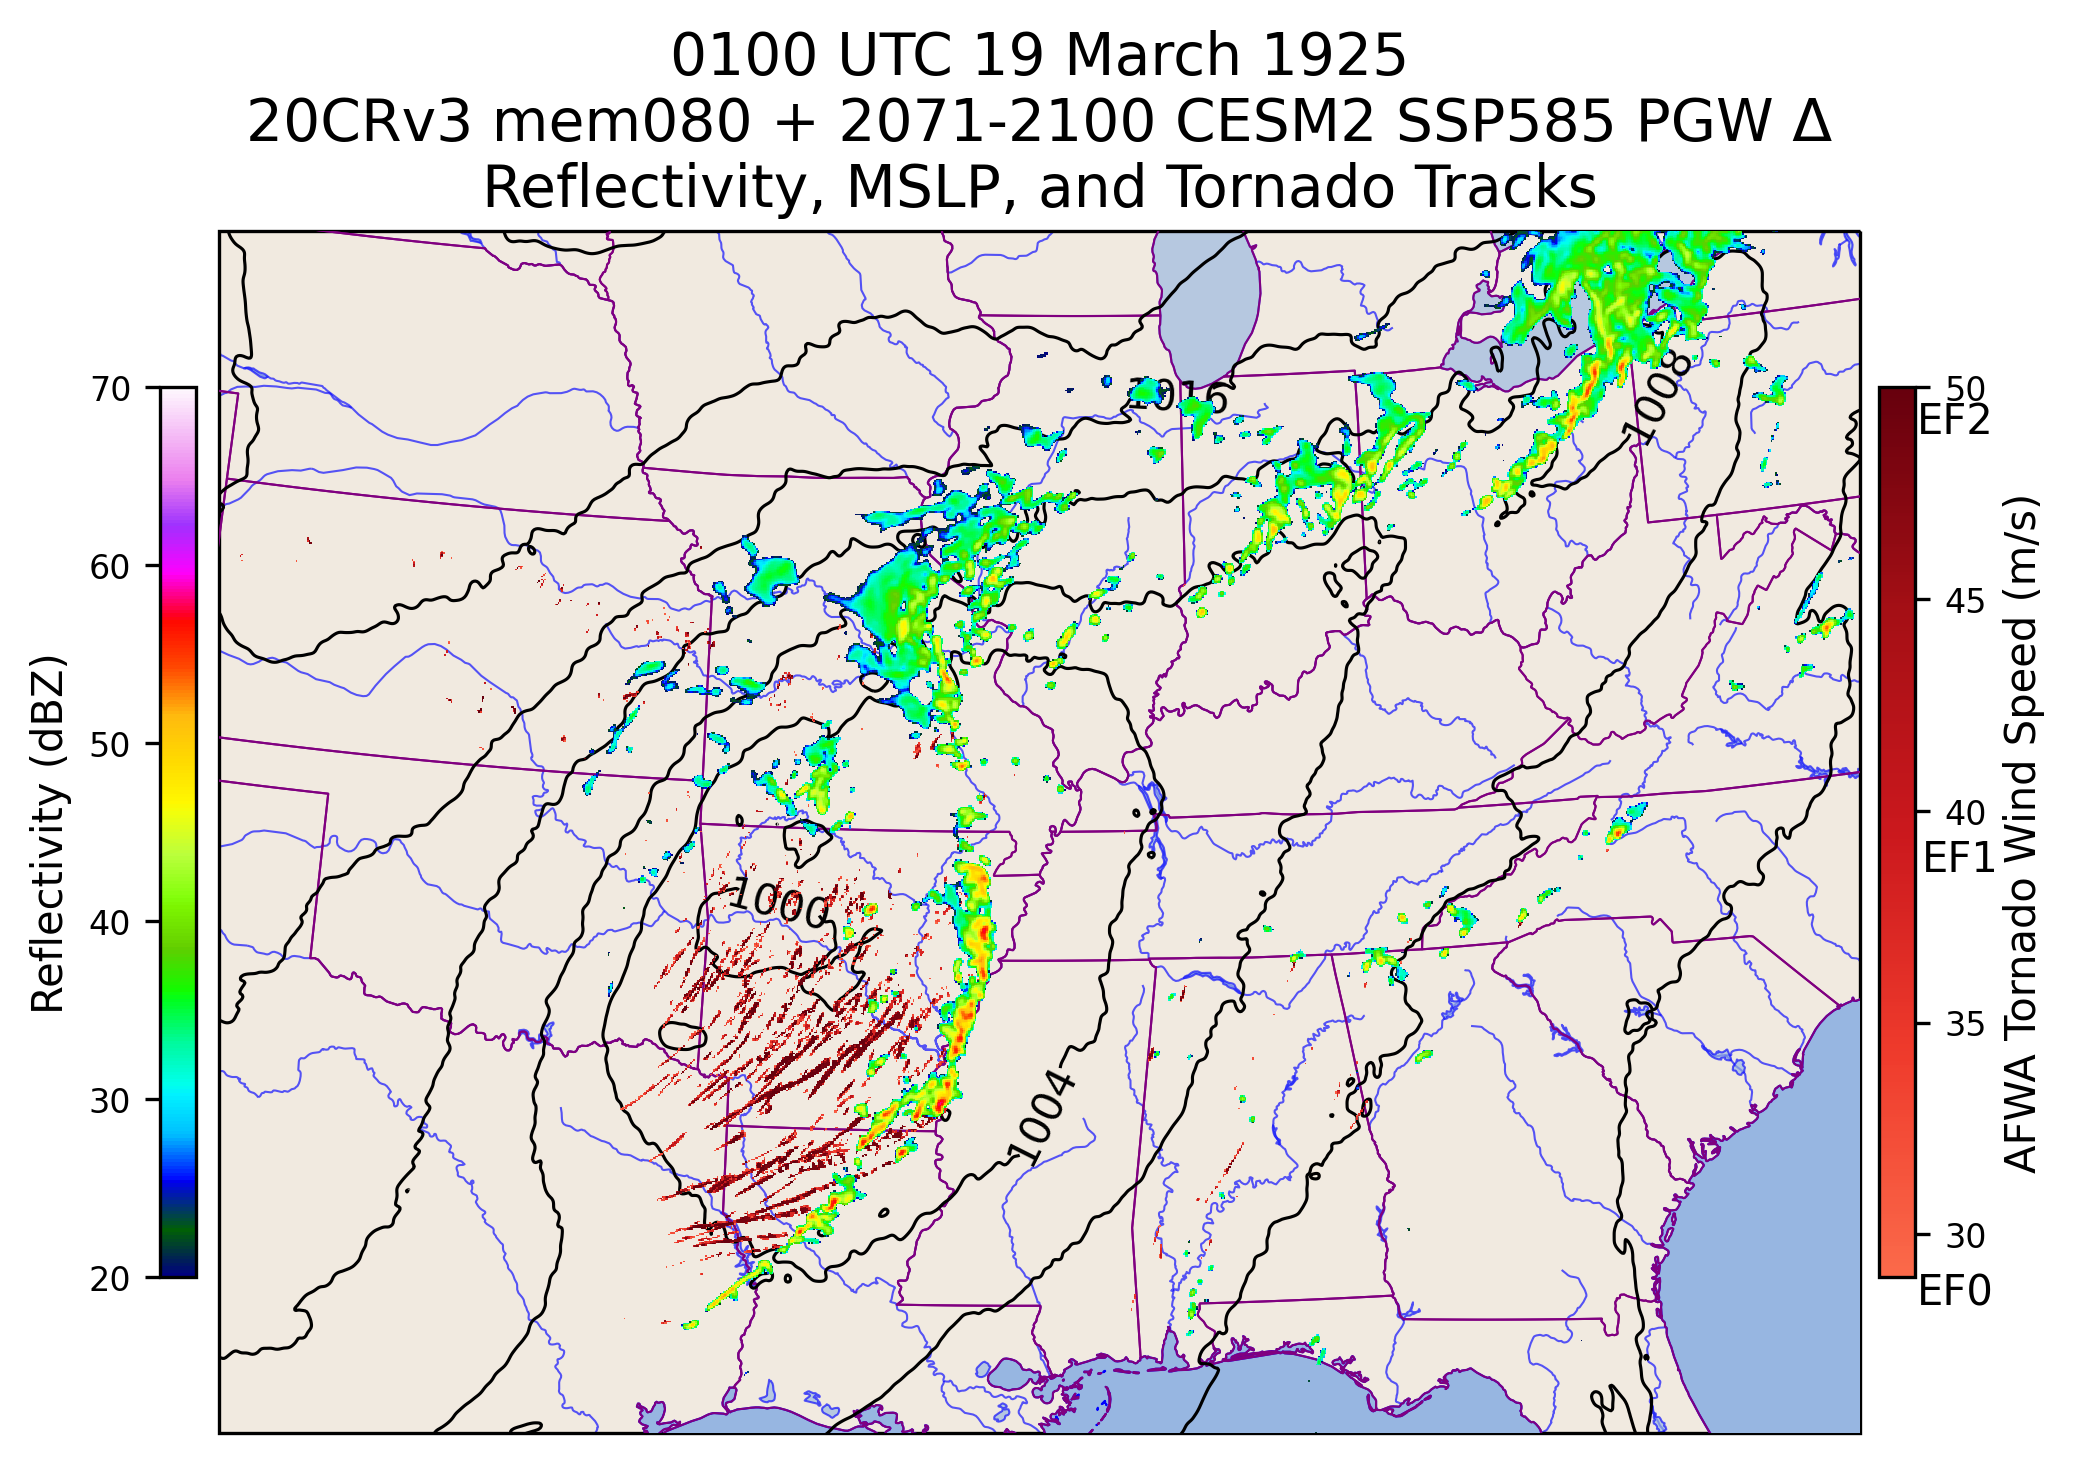 0100 UTC 19 March 1925
20CRv3 mem080 + 2071-2100 CESM2 SSP585 PGW Δ
Reflectivity, MSLP, and Tornado Tracks
70
60
50
40
30
20
Reflectivity (dBZ)
1016
1008
1000
1004
50
EF2
45
40
EF1
35
30
EF0
AFWA Tornado Wind Speed (m/s)